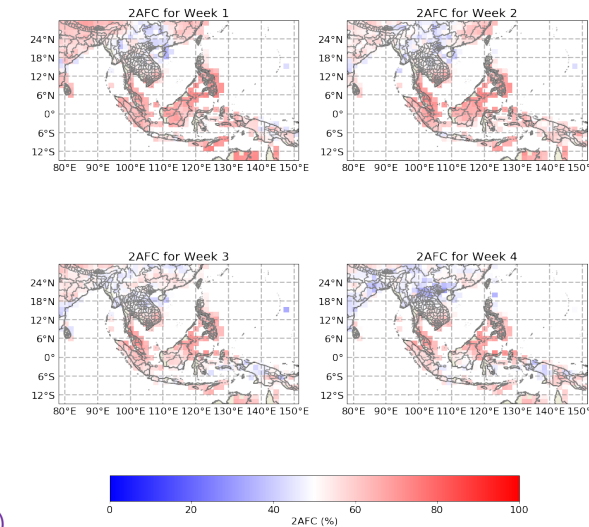 2AFC for Week 1
2AFC for Week 2
24°N
18°N
12°N
6°N
0°
6°S
12°S
80°E 90°E 100°E 110°E 120°E 130°E 140°E 150°E
24°N
18°N
12°N
6°N
0°
6°S
12°S
80°E 90°E 100°E 110°E 120°E 130°E 140°E 150°
2AFC for Week 3
2AFC for Week 4
24°N
18°N
12°N
6°N
0°
6°S
12°S
80°E 90°E 100°E 110°E 120°E 130°E 140°E 150°E
24°N
18°N
12°N
6°N
0°
6°S
12°S
80°E 90°E 100°E 110°E 120°E 130°E 140°E 150°
0 20 40 60 80 100
2AFC (%)